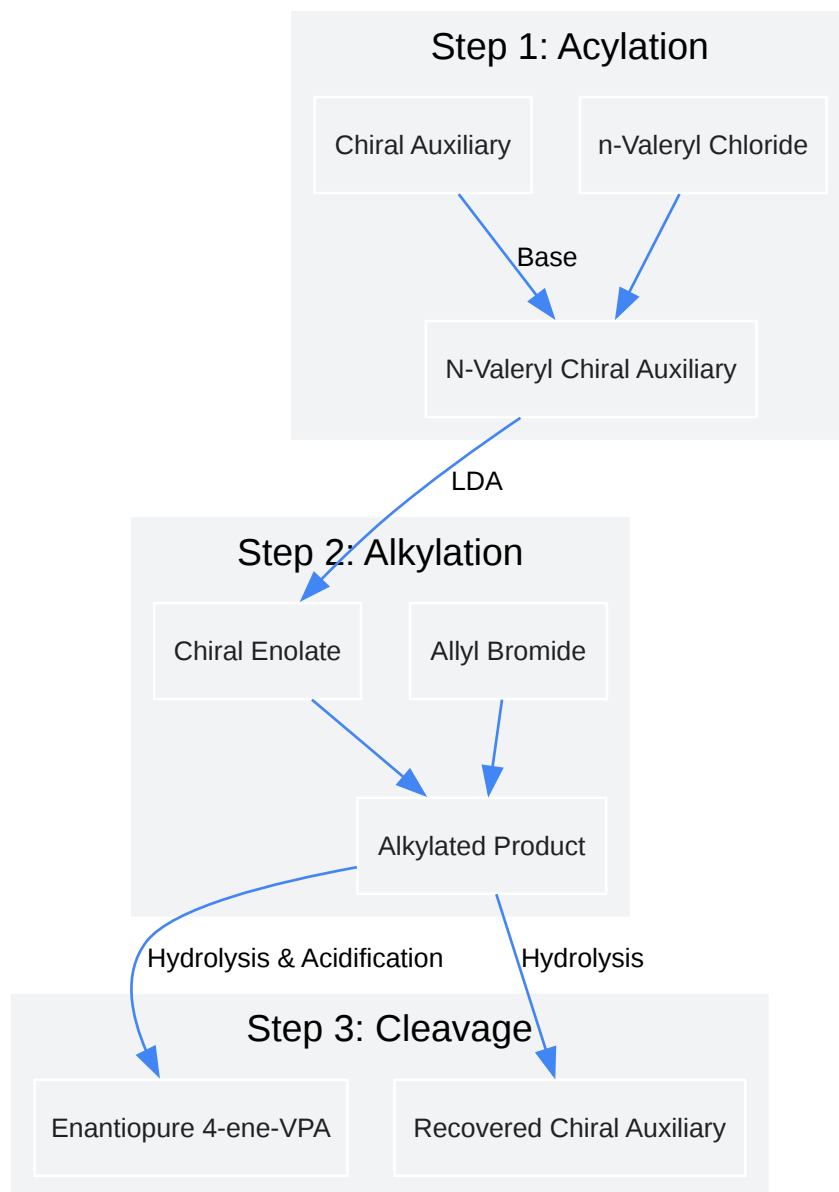 Step 1: Acylation
Chiral Auxiliary
n-Valeryl Chloride
Base
N-Valeryl Chiral Auxiliary
LDA
Step 2: Alkylation
Chiral Enolate
Allyl Bromide
Alkylated Product
Hydrolysis & Acidification
Hydrolysis
Step 3: Cleavage
Enantiopure 4-ene-VPA
Recovered Chiral Auxiliary